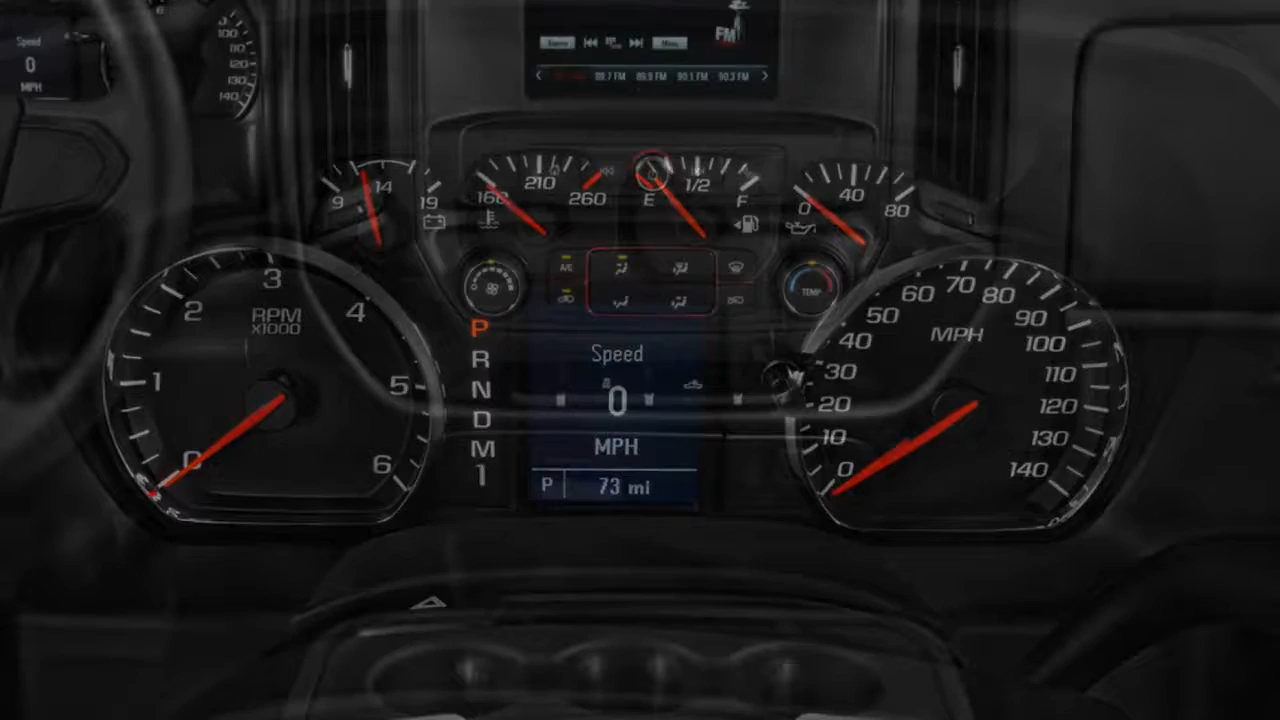 Speed
0
MPH
100
110
120
130
140
FM
89.7 FM 89.9 FM 90.1 FM 90.3 FM
9 14 19
160 210 260
E 1/2 F
0 40 80
A/C
TEMP
0 1 2 3 4 5 6
RPM
X1000
P
R
N
D
M
1
Speed
0
MPH
P 73 mi
0 10 20 30 40 50 60 70 80 90 100 110 120 130 140
MPH